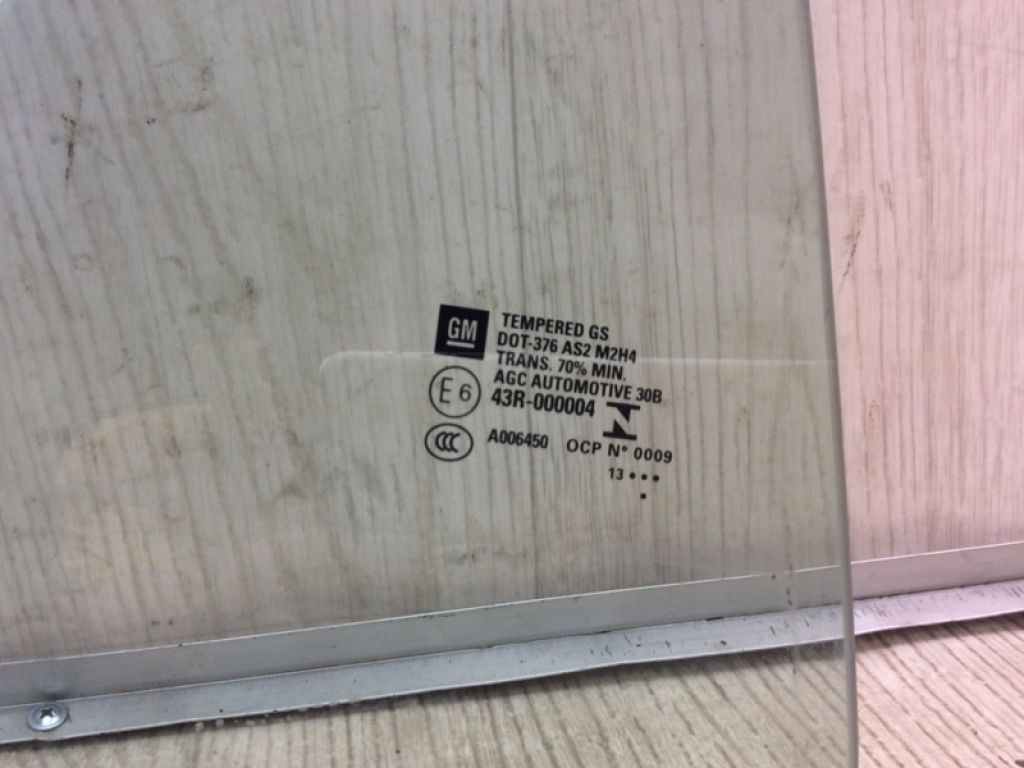 GM
TEMPERED GS
DOT-376 AS2 M2H4
TRANS. 70% MIN.
AGC AUTOMOTIVE 30B
E6
43R-000004
CCC
A006450
OCP N° 0009
13 •••
•